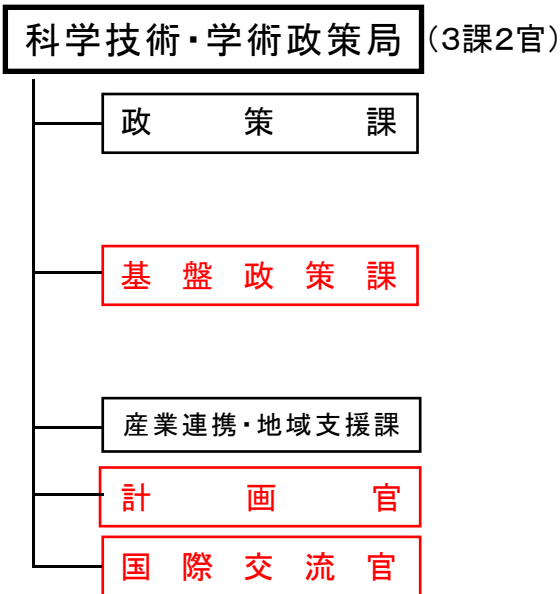 科学技術・学術政策局 (3課2官)
政策課
基盤政策課
産業連携・地域支援課
計画官
国際交流官